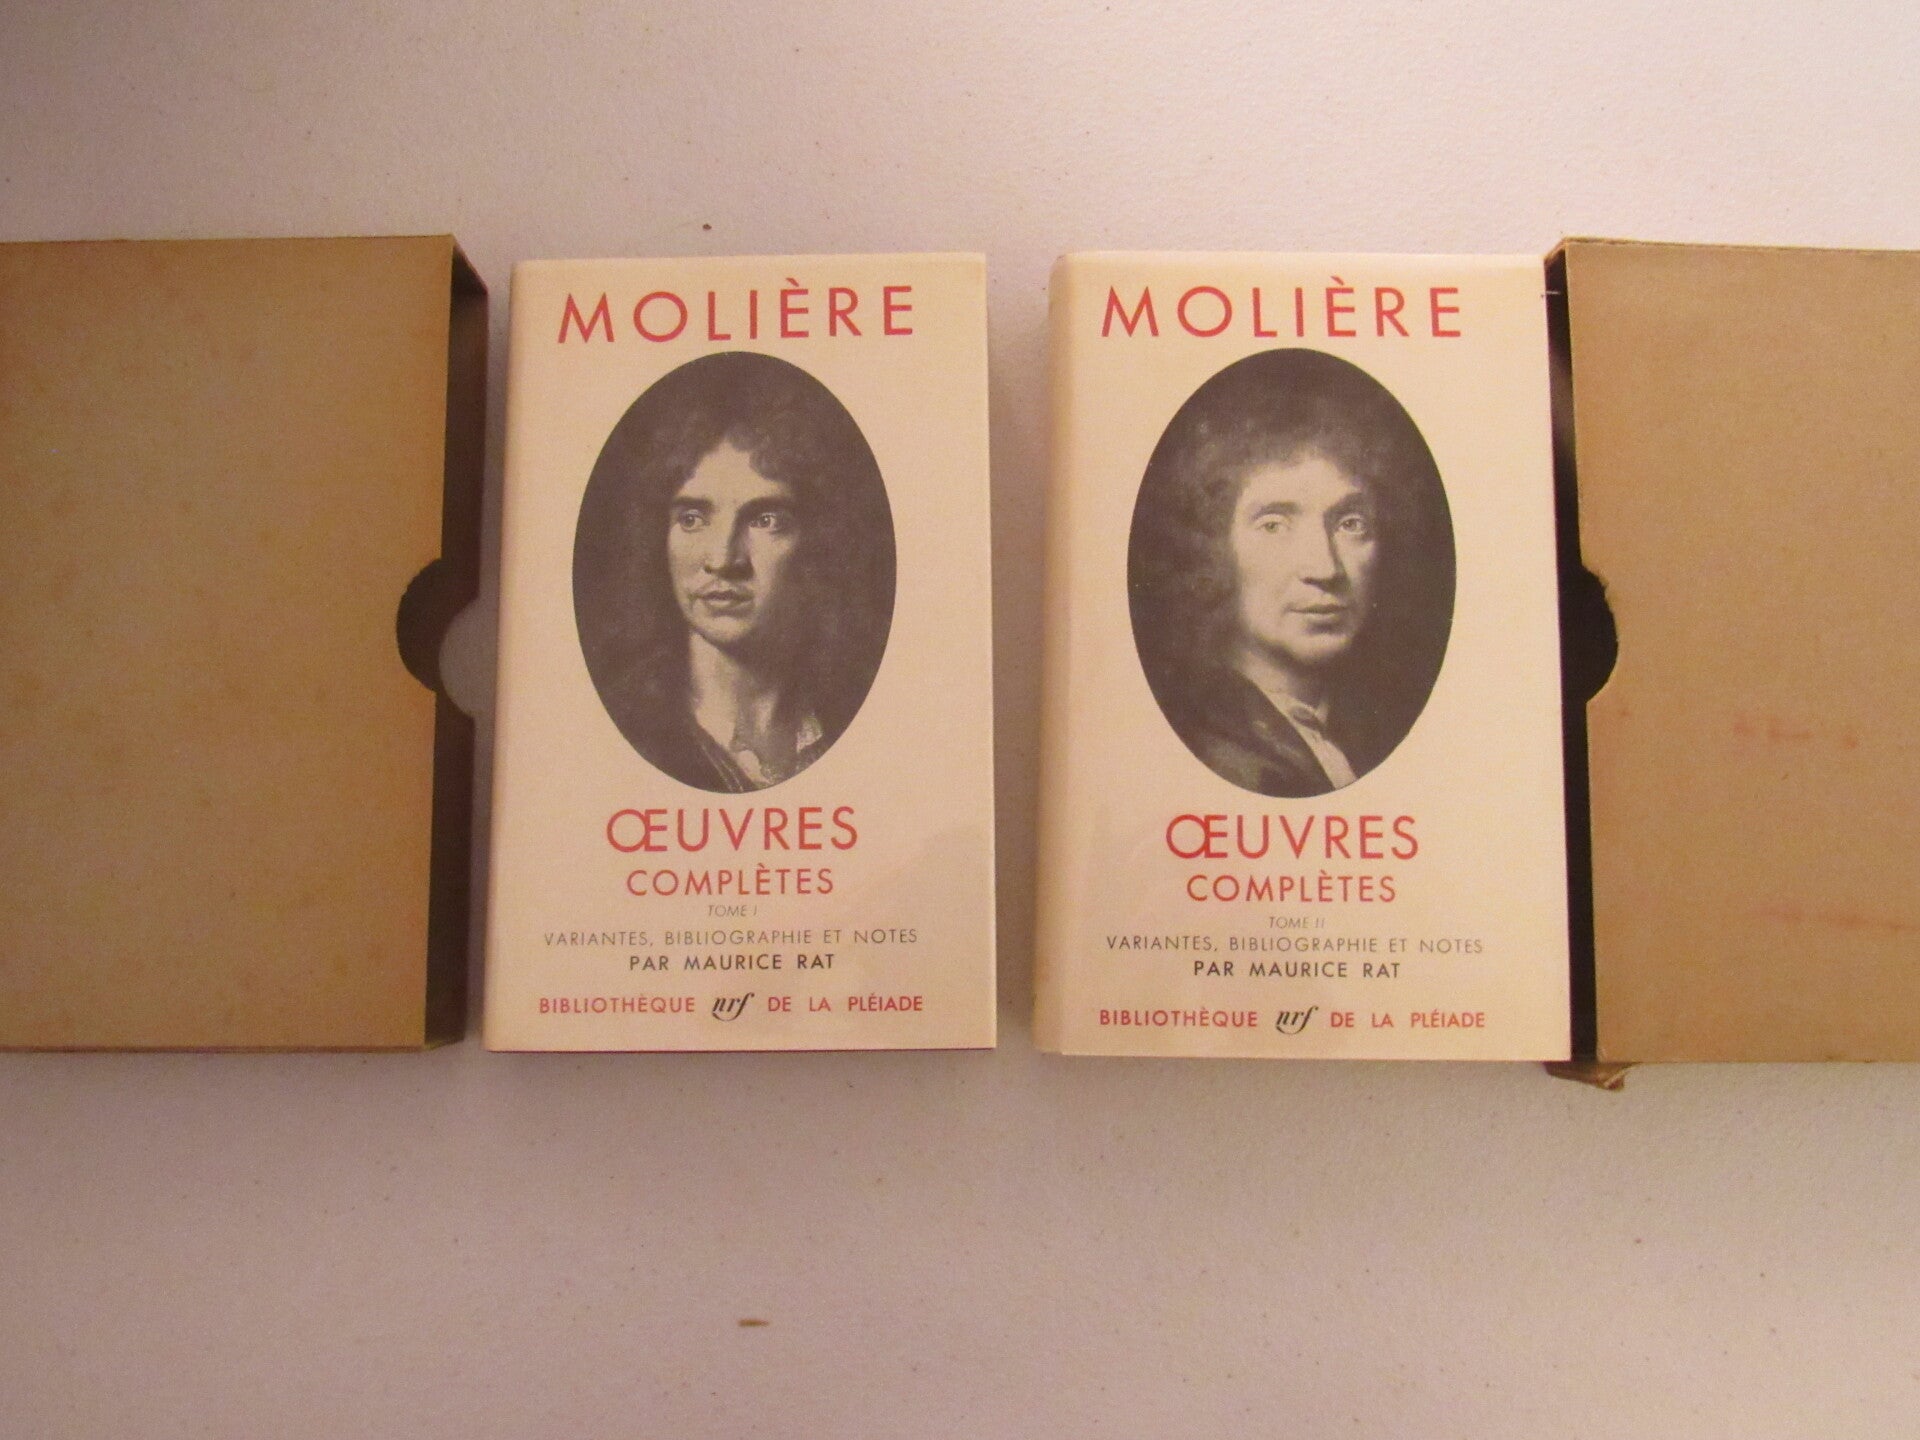 MOLIÈRE
ŒUVRES
COMPLÈTES
TOME I
VARIANTES, BIBLIOGRAPHIE ET NOTES
PAR MAURICE RAT
BIBLIOTHÈQUE nrf DE LA PLÉIADE
MOLIÈRE
ŒUVRES
COMPLÈTES
TOME II
VARIANTES, BIBLIOGRAPHIE ET NOTES
PAR MAURICE RAT
BIBLIOTHÈQUE nrf DE LA PLÉIADE